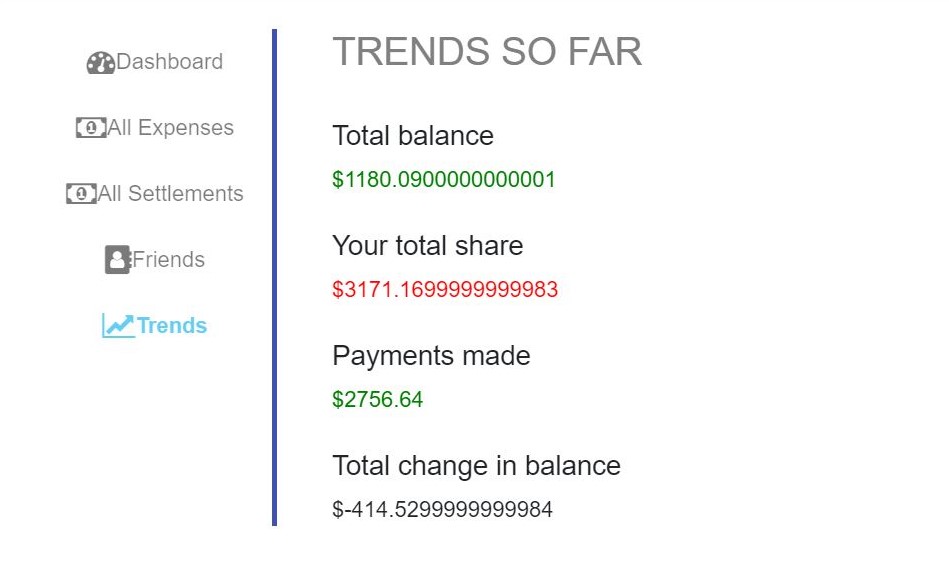 Dashboard
All Expenses
All Settlements
Friends
Trends
TRENDS SO FAR
Total balance
$1180.0900000000001
Your total share
$3171.1699999999983
Payments made
$2756.64
Total change in balance
$-414.5299999999984